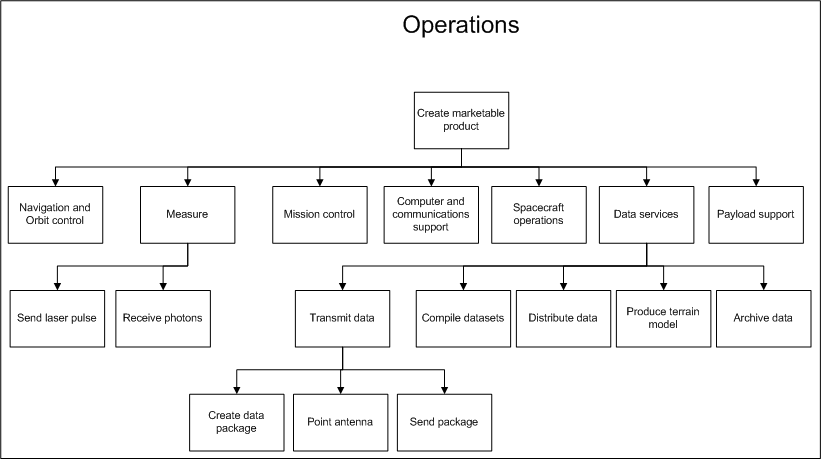 Operations
Create marketable
product
Navigation and
Orbit control
Measure
Mission control
Computer and
communications
support
Spacecraft
operations
Data services
Payload support
Send laser pulse
Receive photons
Transmit data
Compile datasets
Distribute data
Produce terrain
model
Archive data
Create data
package
Point antenna
Send package